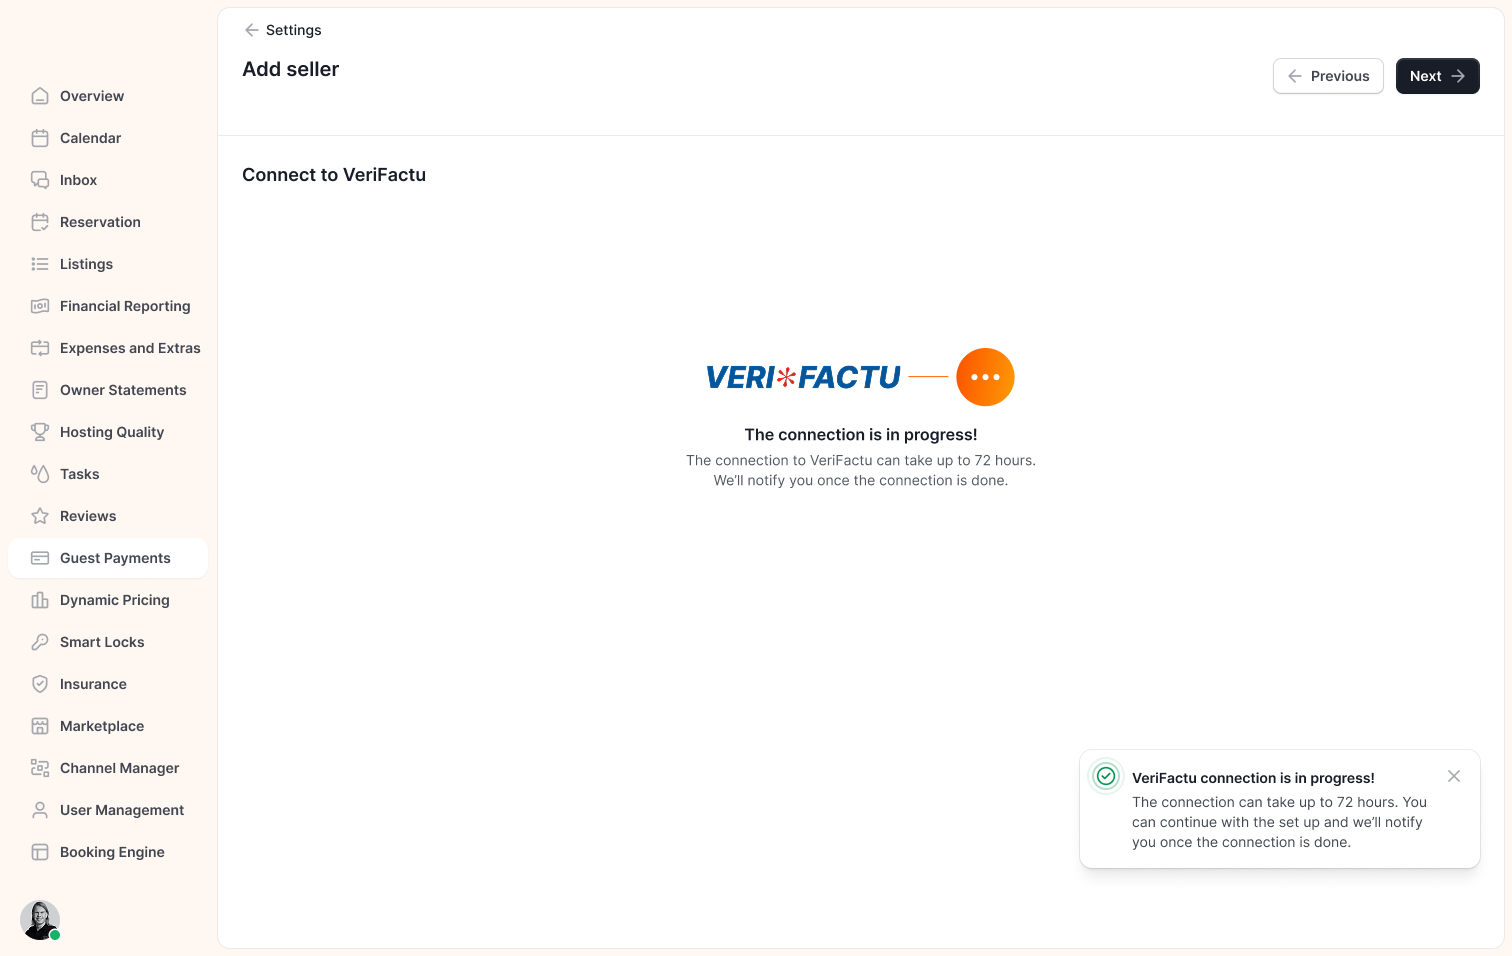 Settings
Add seller
Previous
Next
Overview
Calendar
Inbox
Reservation
Listings
Financial Reporting
Expenses and Extras
Owner Statements
Hosting Quality
Tasks
Reviews
Guest Payments
Dynamic Pricing
Smart Locks
Insurance
Marketplace
Channel Manager
User Management
Booking Engine
Connect to VeriFactu
VERI*FACTU
The connection is in progress!
The connection to VeriFactu can take up to 72 hours.
We'll notify you once the connection is done.
VeriFactu connection is in progress!
The connection can take up to 72 hours. You
can continue with the set up and we'll notify
you once the connection is done.